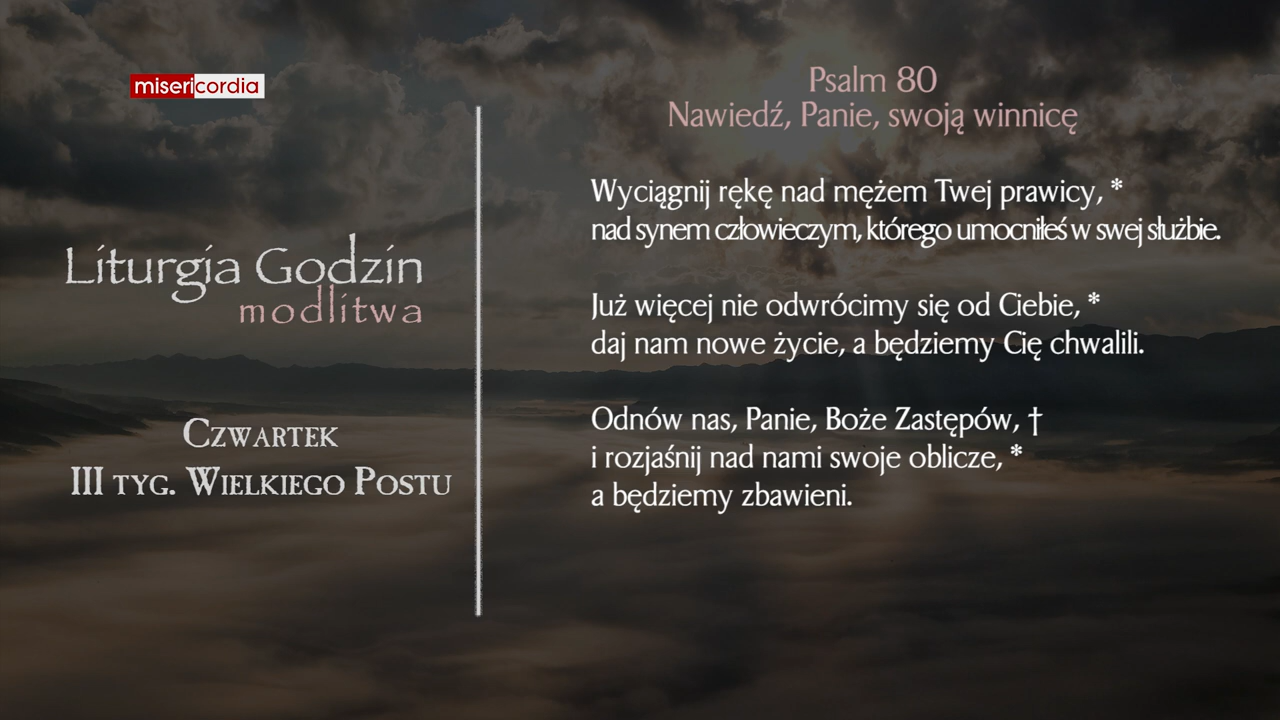 misericordia
Liturgia Godzin
modlitwa
Czwartek
III tyg. Wielkiego Postu
Psalm 80
Nawiedź, Panie, swoją winnicę
Wyciągnij rękę nad mężem Twej prawicy, *
nad synem człowieczym, którego umocniłeś w swej służbie.
Już więcej nie odwrócimy się od Ciebie, *
daj nam nowe życie, a będziemy Cię chwalili.
Odnów nas, Panie, Boże Zastępów, †
i rozjaśnij nad nami swoje oblicze, *
a będziemy zbawieni.